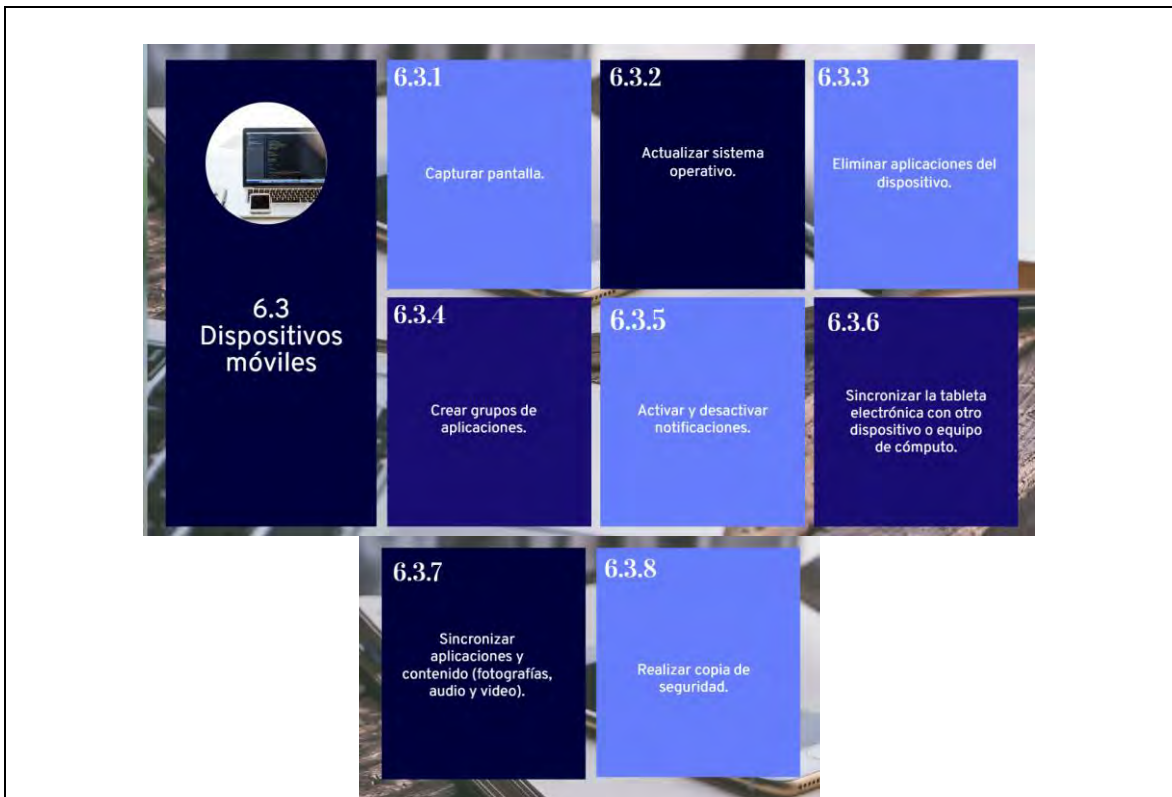 6.3
Dispositivos
móviles
6.3.1
Capturar pantalla.
6.3.2
Actualizar sistema
operativo.
6.3.3
Eliminar aplicaciones del
dispositivo.
6.3.4
Crear grupos de
aplicaciones.
6.3.5
Activar y desactivar
notificaciones.
6.3.6
Sincronizar la tableta
electrónica con otro
dispositivo o equipo
de cómputo.
6.3.7
Sincronizar
aplicaciones y
contenido (fotografías,
audio y video).
6.3.8
Realizar copia de
seguridad.